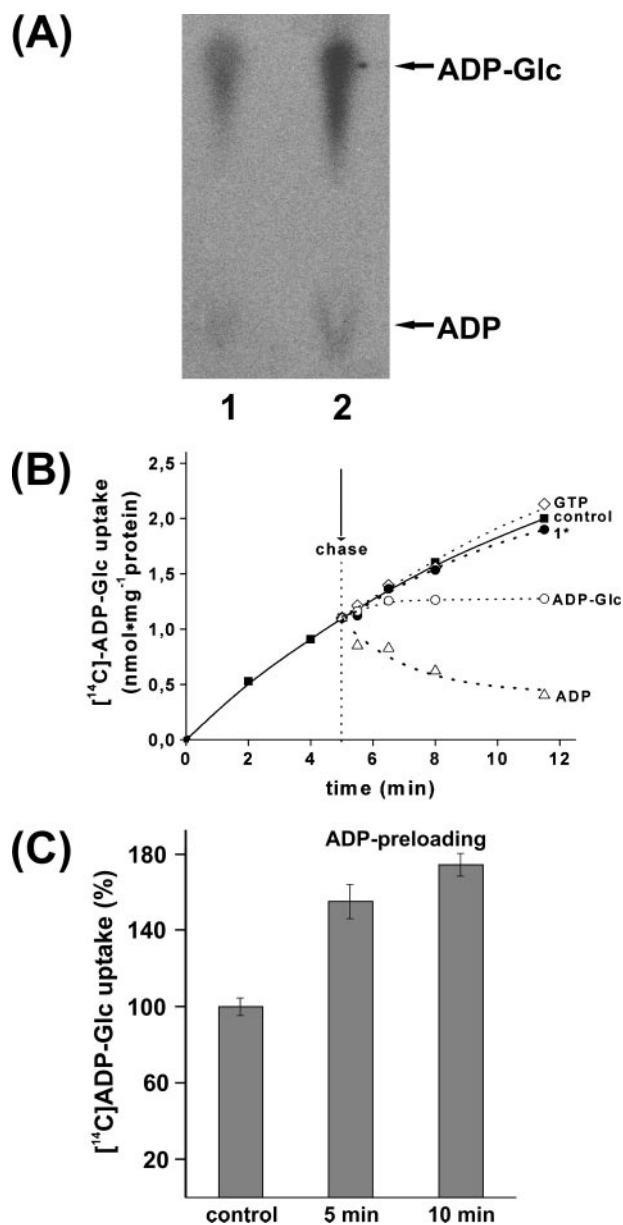 (A)
ADP-Glc
ADP
1 2
(B)
[¹⁴C]-ADP-Glc uptake
(nmol*mg⁻¹protein)
2,5
2,0
1,5
1.0
0,5
0,0
chase
GTP
control
1*
ADP-Glc
ADP
0 2 4 6 8 10 12
time (min)
(C)
[¹⁴C]ADP-Glc uptake (%)
ADP-preloading
180
140
100
60
20
control 5 min 10 min